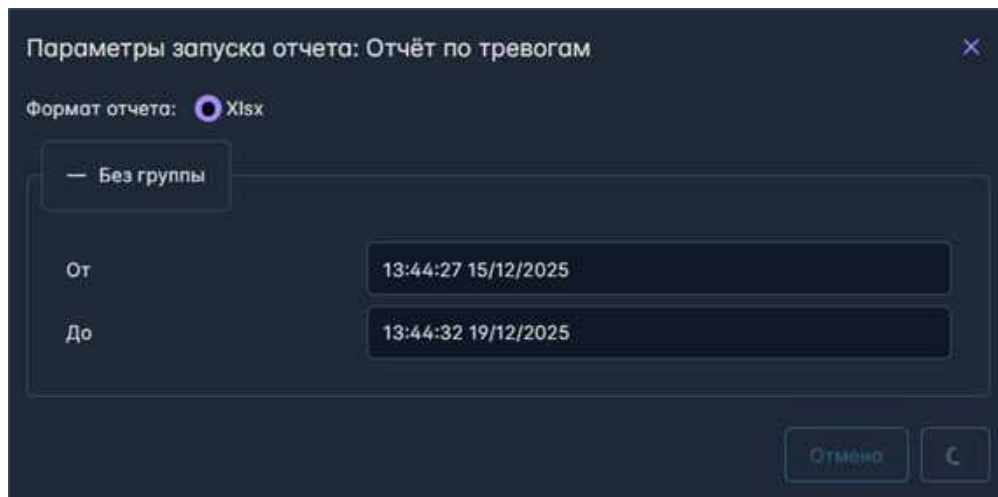 Параметры запуска отчета: Отчёт по тревогам
Формат отчета: Xlsx
Без группы
От 13:44:27 15/12/2025
До 13:44:32 19/12/2025
Отмена